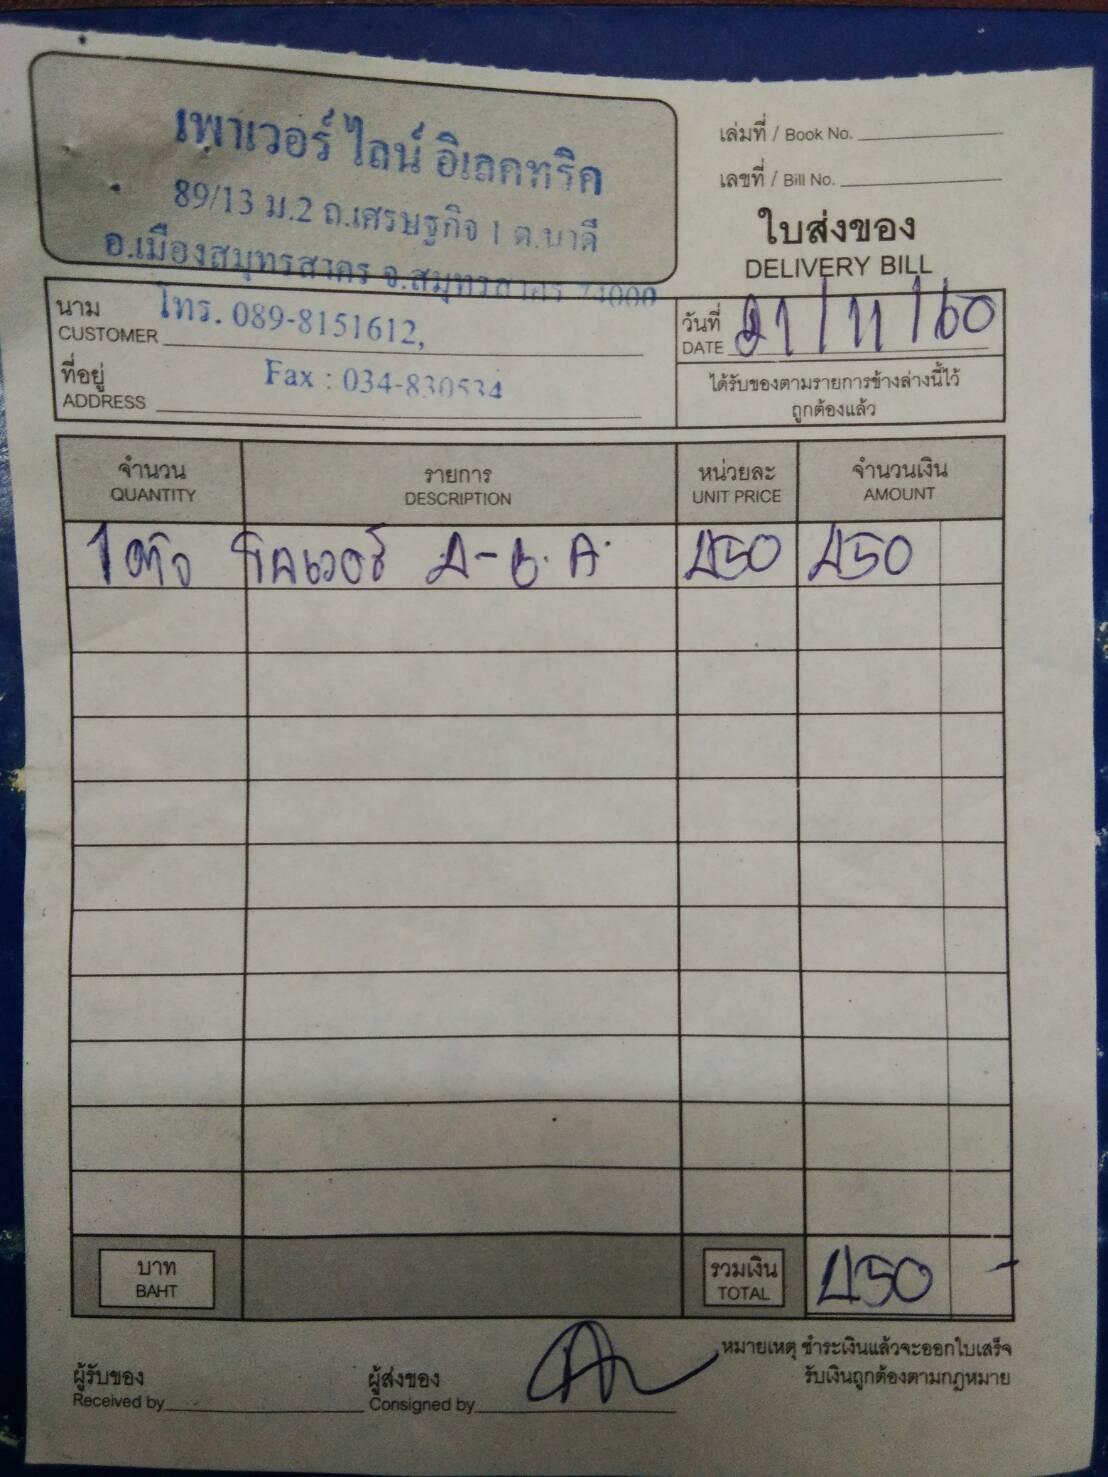 เพาเวอร์ ไลน์ อิเลคทริค
89/13 ม.2 ถ.เศรษฐกิจ 1 ต.นาดี
อ.เมืองสมุทรสาคร จ.สมุทรสาคร 74000
โทร. 089-8151612,
Fax : 034-830534
เล่มที่ / Book No.
เลขที่ / Bill No.
ใบส่งของ
DELIVERY BILL
นาม
CUSTOMER
ที่อยู่
ADDRESS
วันที่ 21/11/60
DATE
ได้รับของตามรายการข้างล่างนี้ไว้
ถูกต้องแล้ว
จำนวน รายการ หน่วยละ จำนวนเงิน
QUANTITY DESCRIPTION UNIT PRICE AMOUNT
1 ตัว โอเวอร์ 4-6 A 450 450
บาท รวมเงิน 450 -
BAHT TOTAL
หมายเหตุ ชำระเงินแล้วจะออกใบเสร็จ
รับเงินถูกต้องตามกฎหมาย
ผู้รับของ ผู้ส่งของ
Received by Consigned by